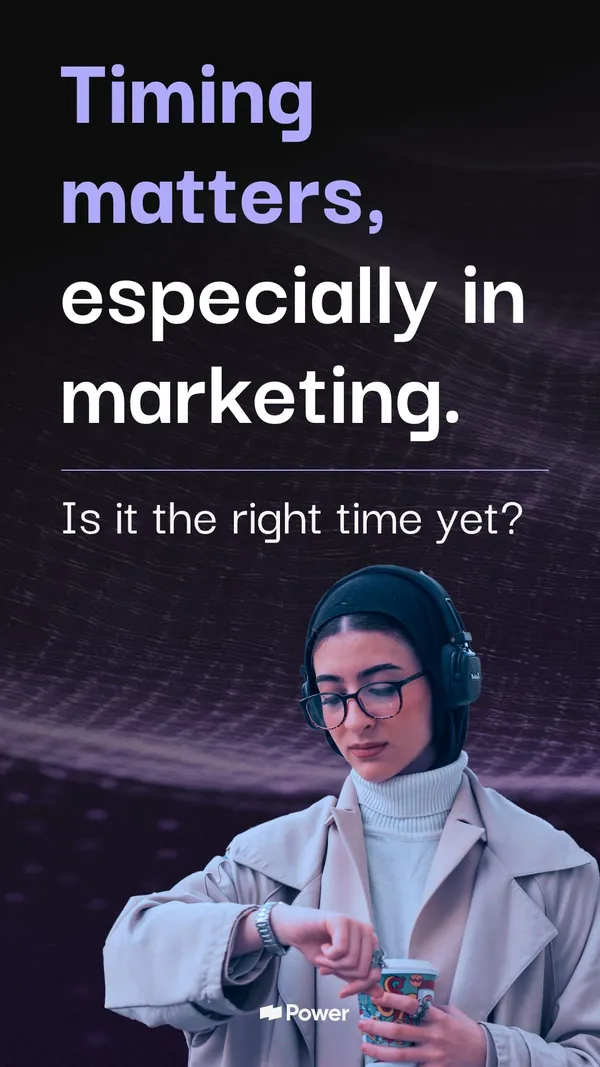 Timing
matters,
especially in
marketing.
Is it the right time yet?
Power